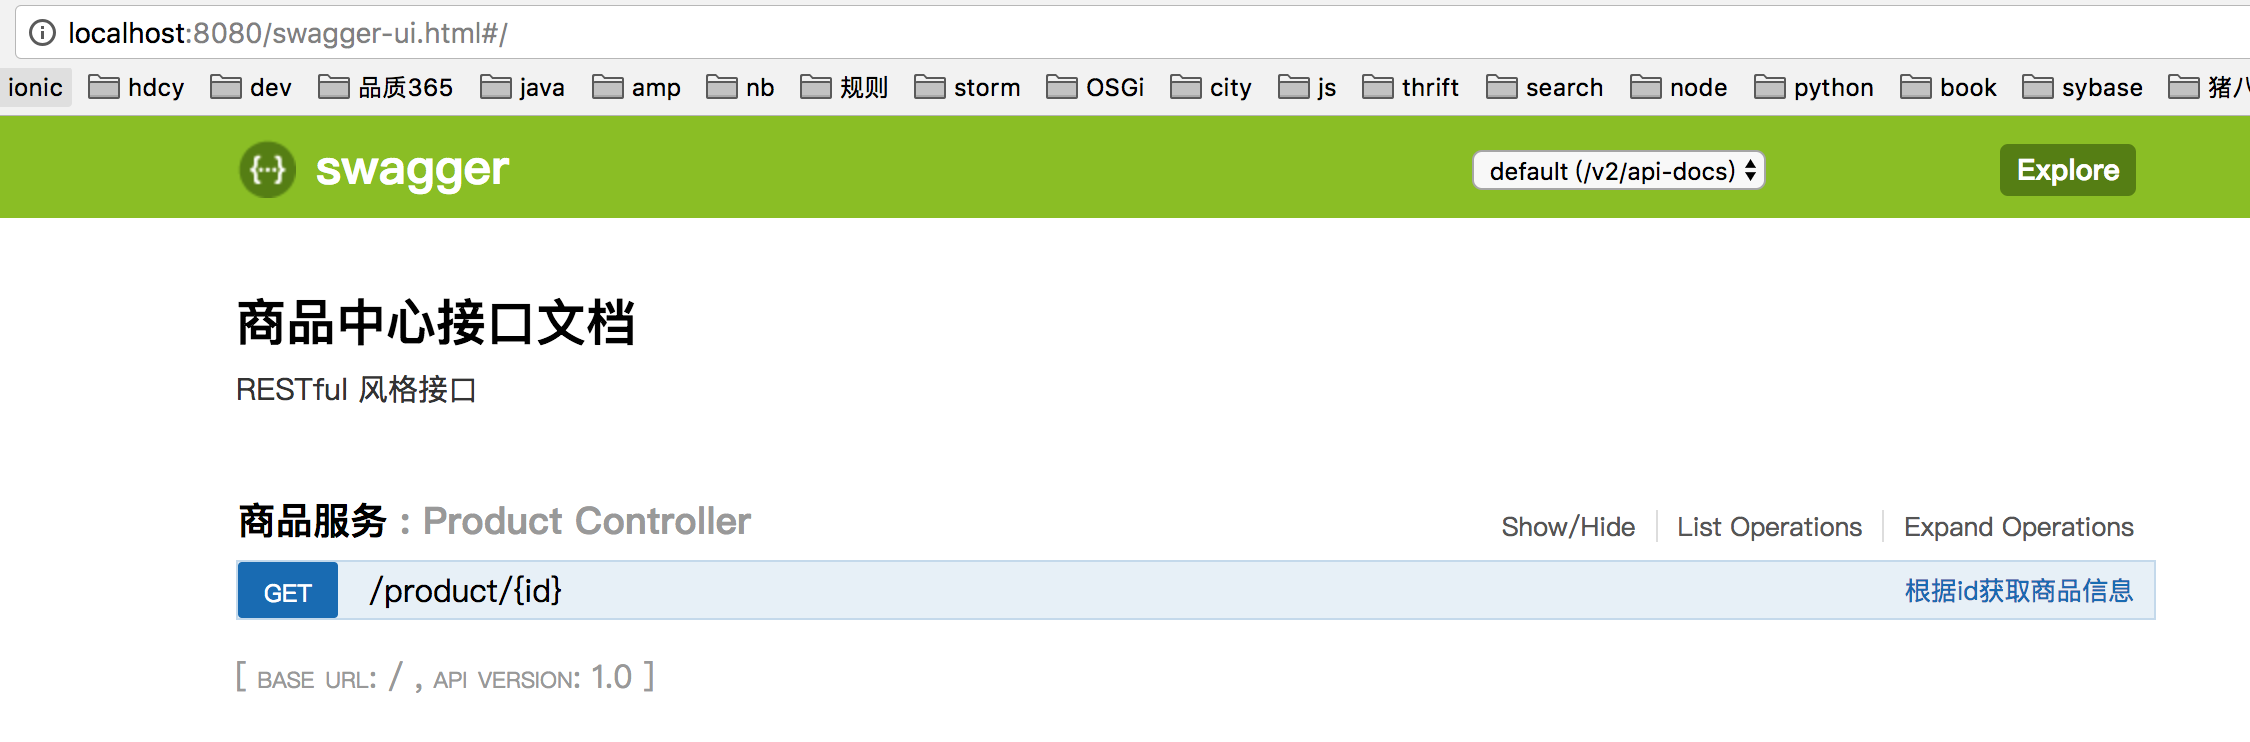 localhost:8080/swagger-ui.html#/
ionic hdcy dev 品质365 java amp nb 规则 storm OSGi city js thrift search node python book sybase 猪八
{···} swagger default (/v2/api-docs) Explore
商品中心接口文档
RESTful 风格接口
商品服务 : Product Controller Show/Hide List Operations Expand Operations
GET /product/{id} 根据id获取商品信息
[ BASE URL: / , API VERSION: 1.0 ]